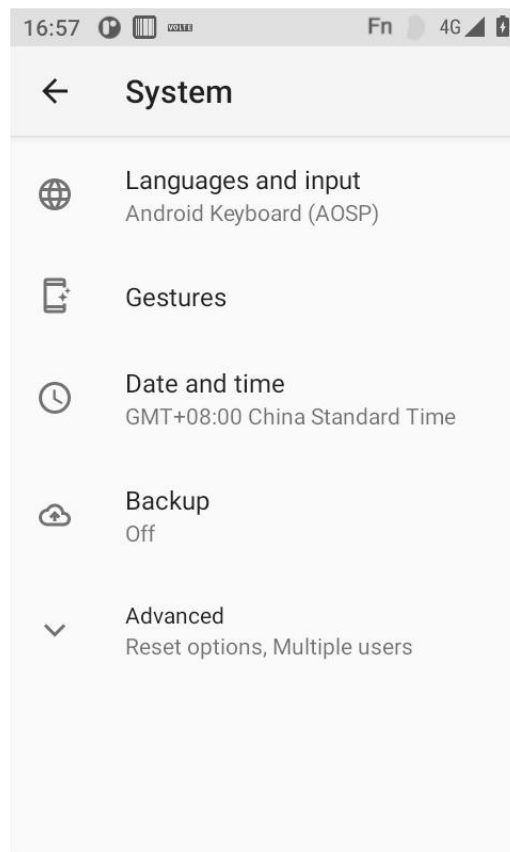 16:57 VOLTE Fn 4G
System
Languages and input
Android Keyboard (AOSP)
Gestures
Date and time
GMT+08:00 China Standard Time
Backup
Off
Advanced
Reset options, Multiple users